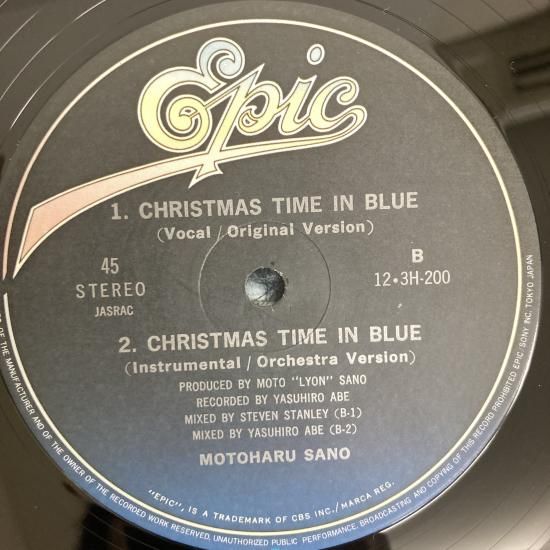 Epic
1. CHRISTMAS TIME IN BLUE
(Vocal / Original Version)
45
STEREO
JASRAC
B
12•3H-200
2. CHRISTMAS TIME IN BLUE
(Instrumental / Orchestra Version)
PRODUCED BY MOTO "LYON" SANO
RECORDED BY YASUHIRO ABE
MIXED BY STEVEN STANLEY (B-1)
MIXED BY YASUHIRO ABE (B-2)
MOTOHARU SANO
"EPIC", IS A TRADEMARK OF CBS INC./MARCA REG.
OF THE MANUFACTURER AND OF THE OWNER OF THE RECORDED WORK RESERVED. UNAUTHORIZED PUBLIC PERFORMANCE, BROADCASTING AND COPYING OF THIS RECORD PROHIBITED EPIC/SONY INC. TOKYO JAPAN